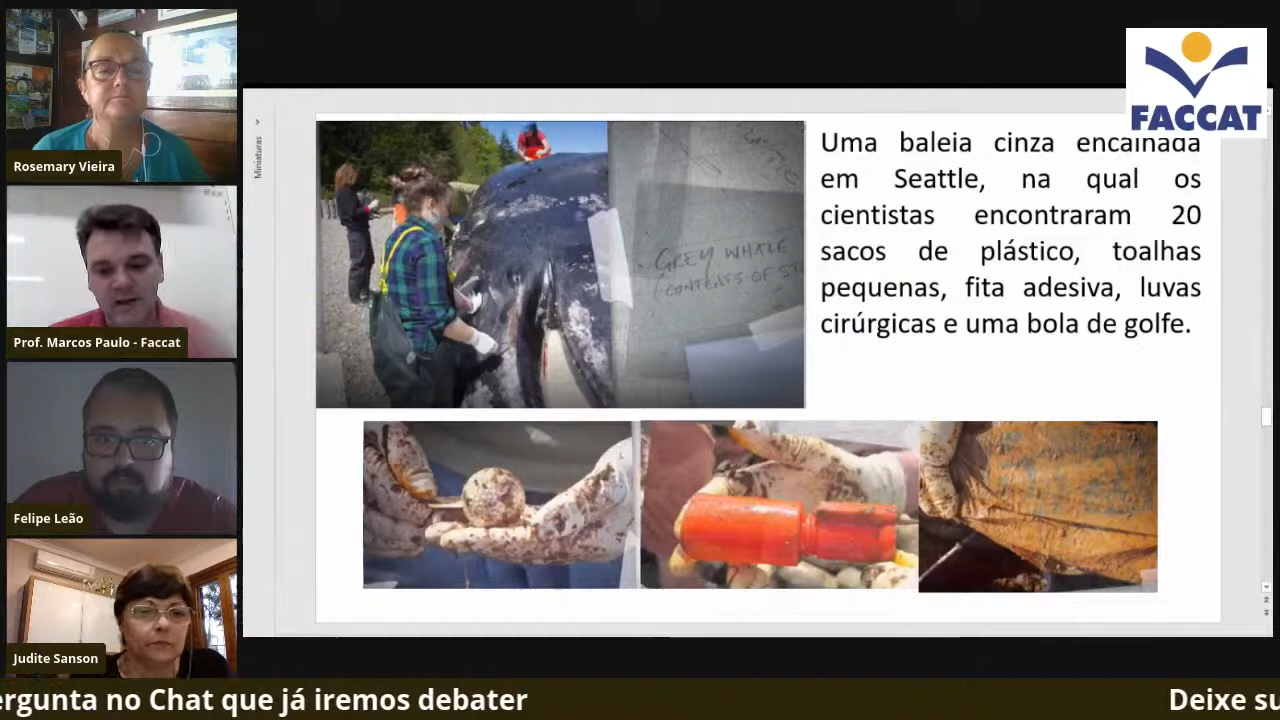 Rosemary Vieira
Prof. Marcos Paulo - Faccat
Felipe Leão
Judite Sanson
Miniaturas
GREY WHALE
CONTENTS OF
FACCAT
Uma baleia cinza encalhada
em Seattle, na qual os
cientistas encontraram 20
sacos de plástico, toalhas
pequenas, fita adesiva, luvas
cirúrgicas e uma bola de golfe.
ergunta no Chat que já iremos debater
Deixe su